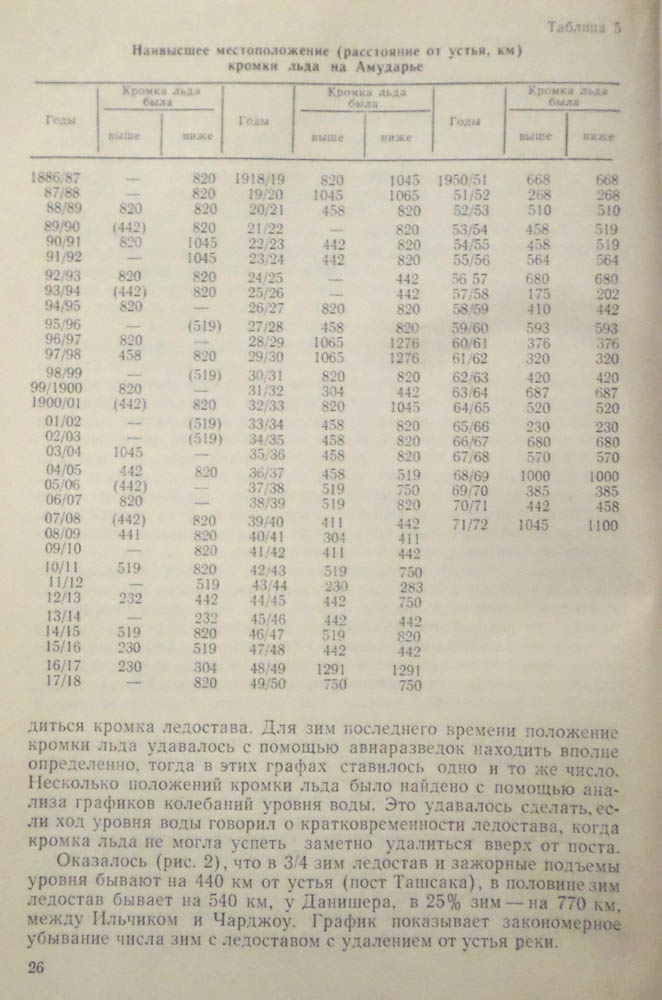 Таблица 5
Наивысшее местоположение (расстояние от устья, км)
кромки льда на Амударье
Годы | Кромка льда была | Годы | Кромка льда была | Годы | Кромка льда была
выше | ниже | выше | ниже | выше | ниже
1886/87 — 820 1918/19 820 1045 1950/51 668 668
87/88 — 820 19/20 1045 1065 51/52 268 268
88/89 820 820 20/21 458 820 52/53 510 510
89/90 (442) 820 21/22 — 820 53/54 458 519
90/91 820 1045 22/23 442 820 54/55 458 519
91/92 — 1045 23/24 442 820 55/56 564 564
92/93 820 820 24/25 — 442 56 57 680 680
93/94 (442) 820 25/26 — 442 57/58 175 202
94/95 820 — 26/27 820 820 58/59 410 442
95/96 — (519) 27/28 458 820 59/60 593 593
96/97 820 — 28/29 1065 1276 60/61 376 376
97/98 458 820 29/30 1065 1276 61/62 320 320
98/99 — (519) 30/31 820 820 62/63 420 420
99/1900 820 — 31/32 304 442 63/64 687 687
1900/01 (442) 820 32/33 820 1045 64/65 520 520
01/02 — (519) 33/34 458 820 65/66 230 230
02/03 — (519) 34/35 458 820 66/67 680 680
03/04 1045 — 35/36 458 820 67/68 570 570
04/05 442 820 36/37 458 519 68/69 1000 1000
05/06 (442) — 37/38 519 750 69/70 385 385
06/07 820 — 38/39 519 820 70/71 442 458
07/08 (442) 820 39/40 411 442 71/72 1045 1100
08/09 441 820 40/41 304 411
09/10 — 820 41/42 411 442
10/11 519 820 42/43 519 750
11/12 — 519 43/44 230 283
12/13 232 442 44/45 442 750
13/14 — 232 45/46 442 442
14/15 519 820 46/47 519 820
15/16 230 519 47/48 442 442
16/17 230 304 48/49 1291 1291
17/18 — 820 49/50 750 750
диться кромка ледостава. Для зим последнего времени положение
кромки льда удавалось с помощью авиаразведок находить вполне
определенно, тогда в этих графах ставилось одно и то же число.
Несколько положений кромки льда было найдено с помощью ана-
лиза графиков колебаний уровня воды. Это удавалось сделать, ес-
ли ход уровня воды говорил о кратковременности ледостава, когда
кромка льда не могла успеть заметно удалиться вверх от поста.
Оказалось (рис. 2), что в 3/4 зим ледостав и зажорные подъемы
уровня бывают на 440 км от устья (пост Ташсака), в половине зим
ледостав бывает на 540 км, у Данишера, в 25% зим — на 770 км,
между Ильчиком и Чарджоу. График показывает закономерное
убывание числа зим с ледоставом с удалением от устья реки.
26